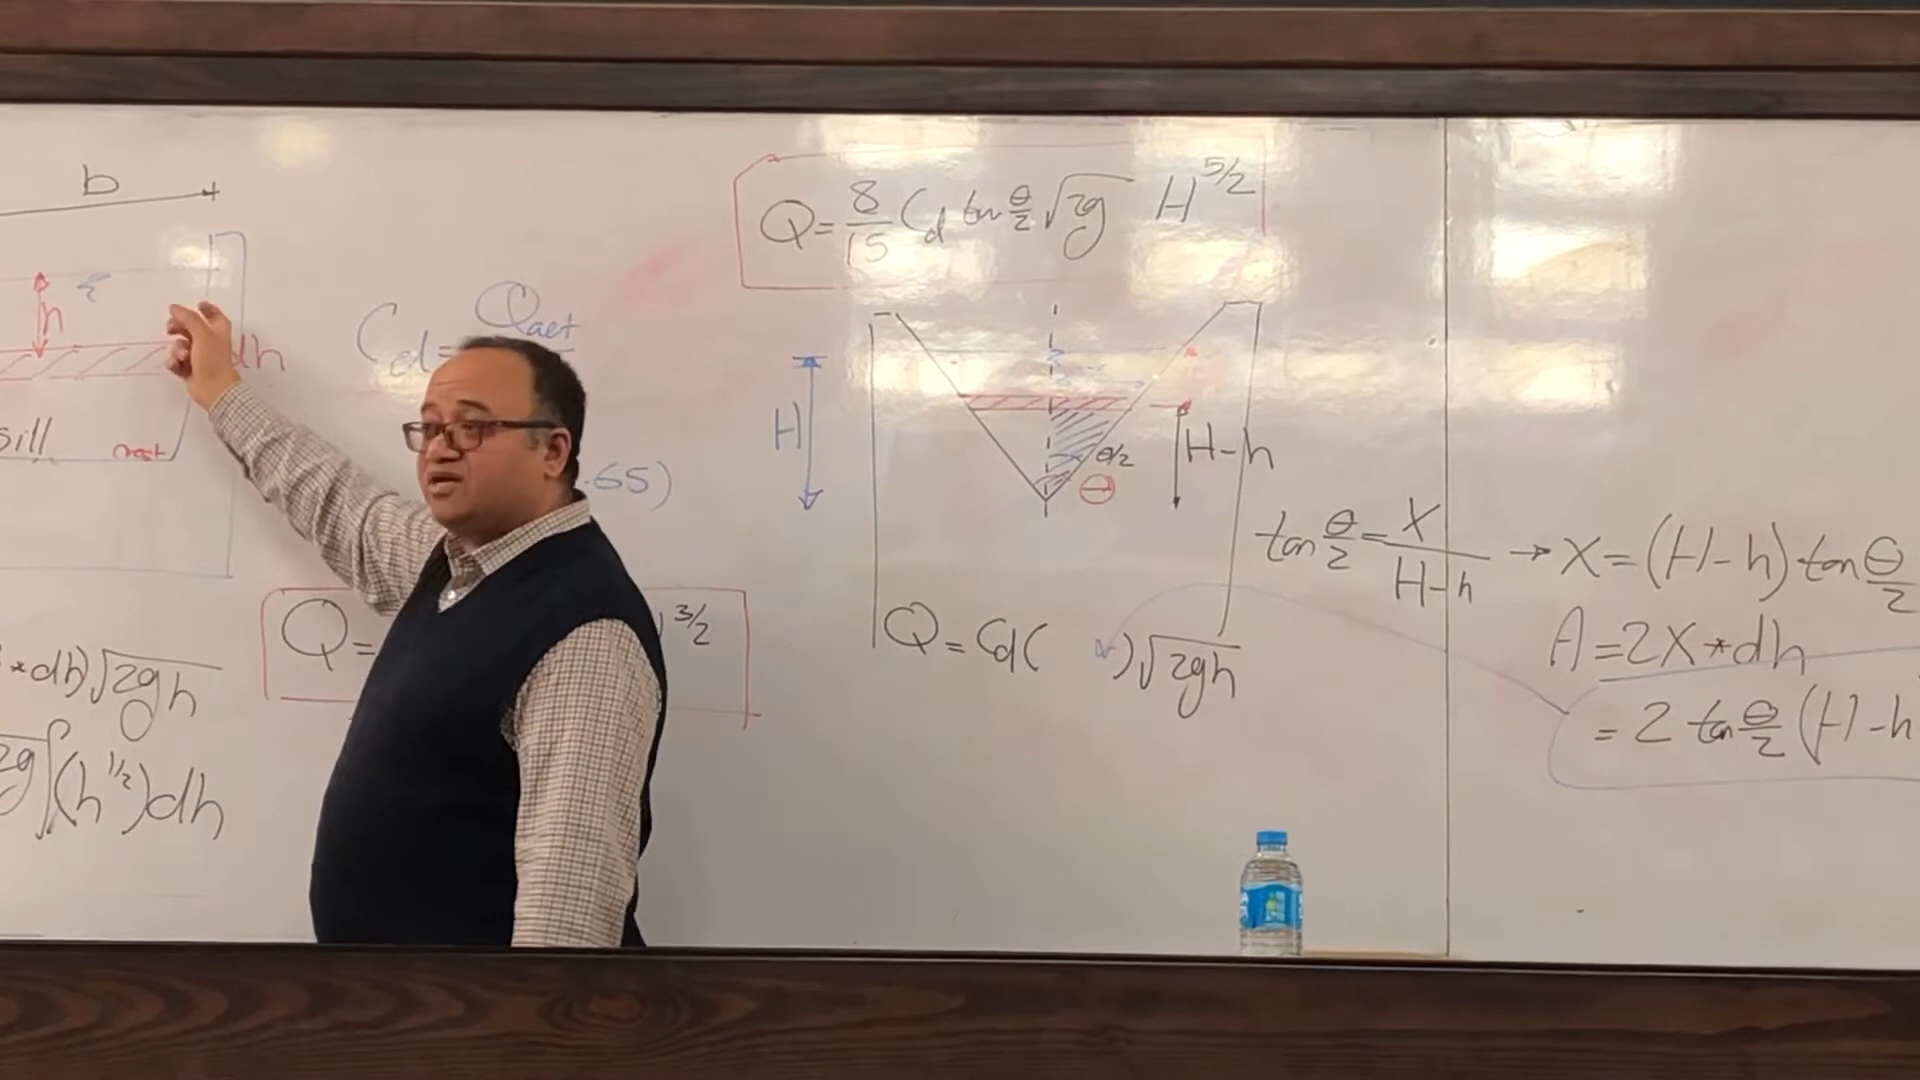 b
h
dh
sill
crest
* dh) √2gh
2g ∫(h^1/2) dh
Cd = Qact
.65)
Q =
3/2
Q = 8/15 Cd tan θ/2 √2g H^5/2
H
H-h
θ/2
θ
Q = Cd( ) √2gh
tan θ/2 = X/H-h → X = (H-h) tan θ/2
A = 2X * dh
= 2 tan θ/2 (H-h